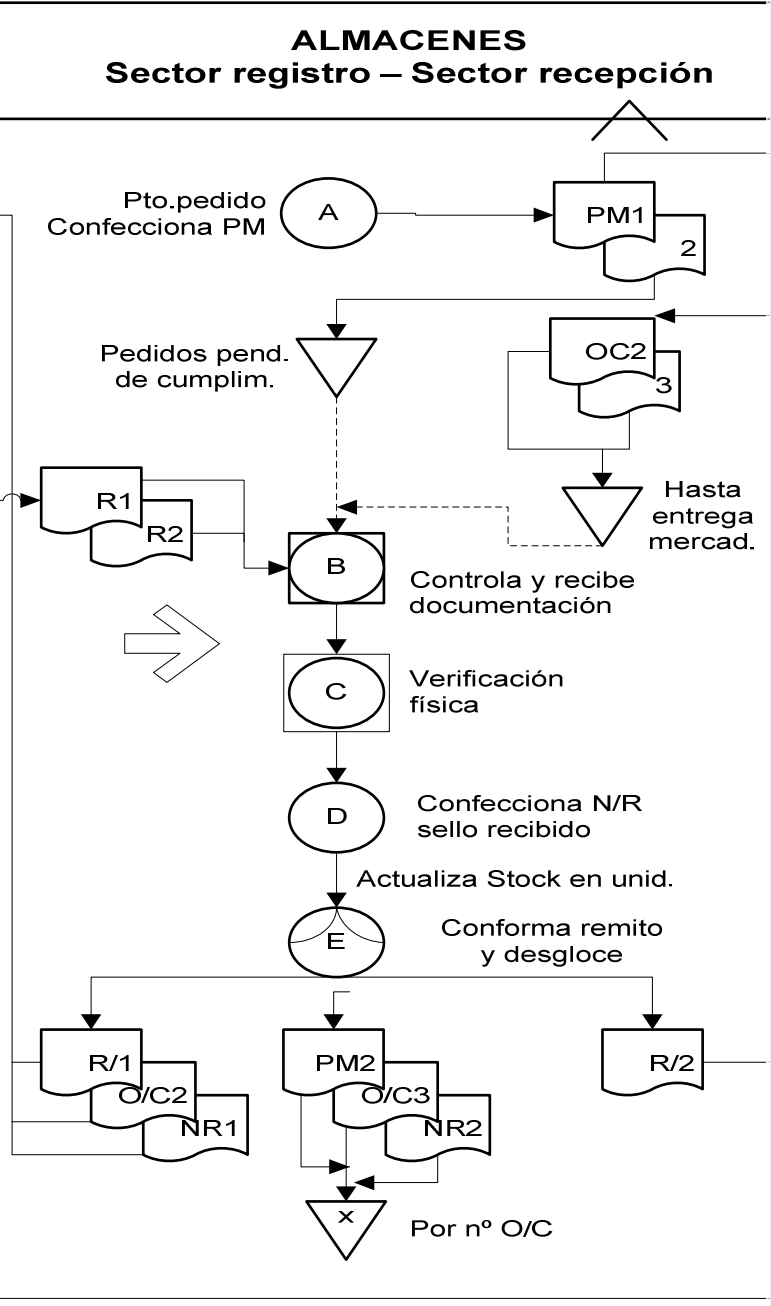 ALMACENES
Sector registro – Sector recepción
Pto.pedido
Confecciona PM
A
PM1
2
Pedidos pend.
de cumplim.
OC2
3
R1
R2
Hasta
entrega
mercad.
B
Controla y recibe
documentación
C
Verificación
física
D
Confecciona N/R
sello recibido
Actualiza Stock en unid.
E
Conforma remito
y desgloce
R/1
O/C2
NR1
PM2
O/C3
NR2
R/2
x
Por nº O/C